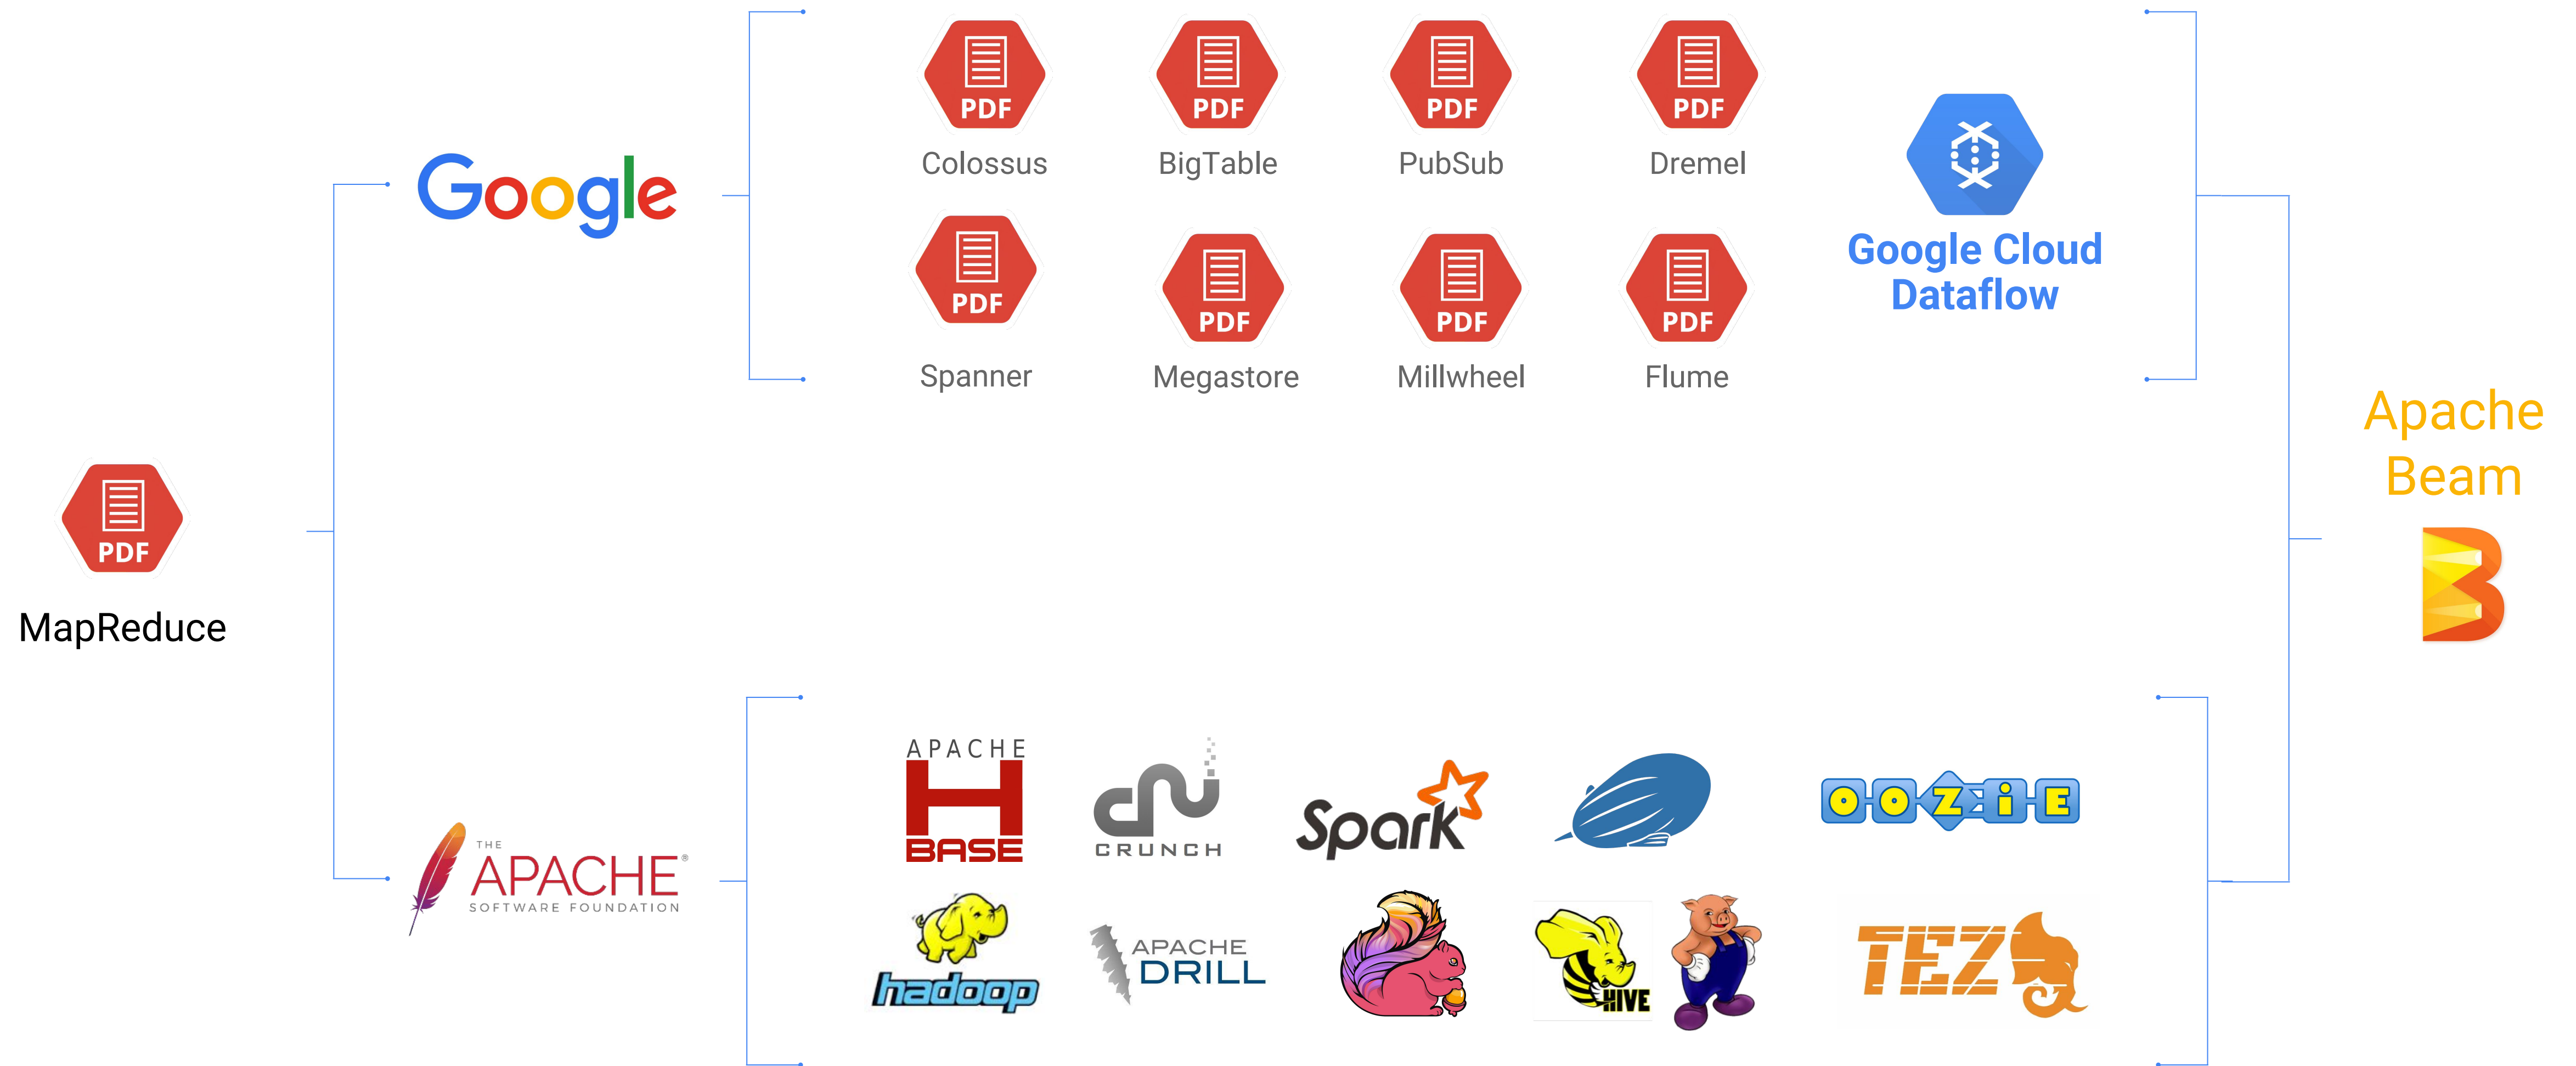 PDF
MapReduce
Google
THE
APACHE®
SOFTWARE FOUNDATION
PDF
Colossus
PDF
BigTable
PDF
PubSub
PDF
Dremel
PDF
Spanner
PDF
Megastore
PDF
Millwheel
PDF
Flume
Google Cloud
Dataflow
APACHE
H
BASE
CRUNCH
Spark
OOZiE
hadoop
APACHE
DRILL
HIVE
TEZ
Apache
Beam
B